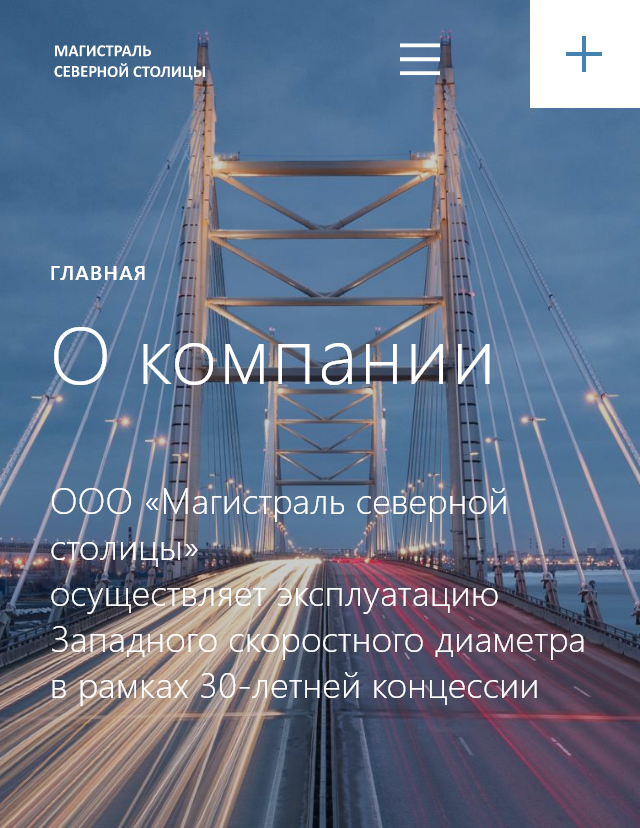 МАГИСТРАЛЬ
СЕВЕРНОЙ СТОЛИЦЫ
ГЛАВНАЯ
О компании
ООО «Магистраль северной
столицы»
осуществляет эксплуатацию
Западного скоростного диаметра
в рамках 30-летней концессии